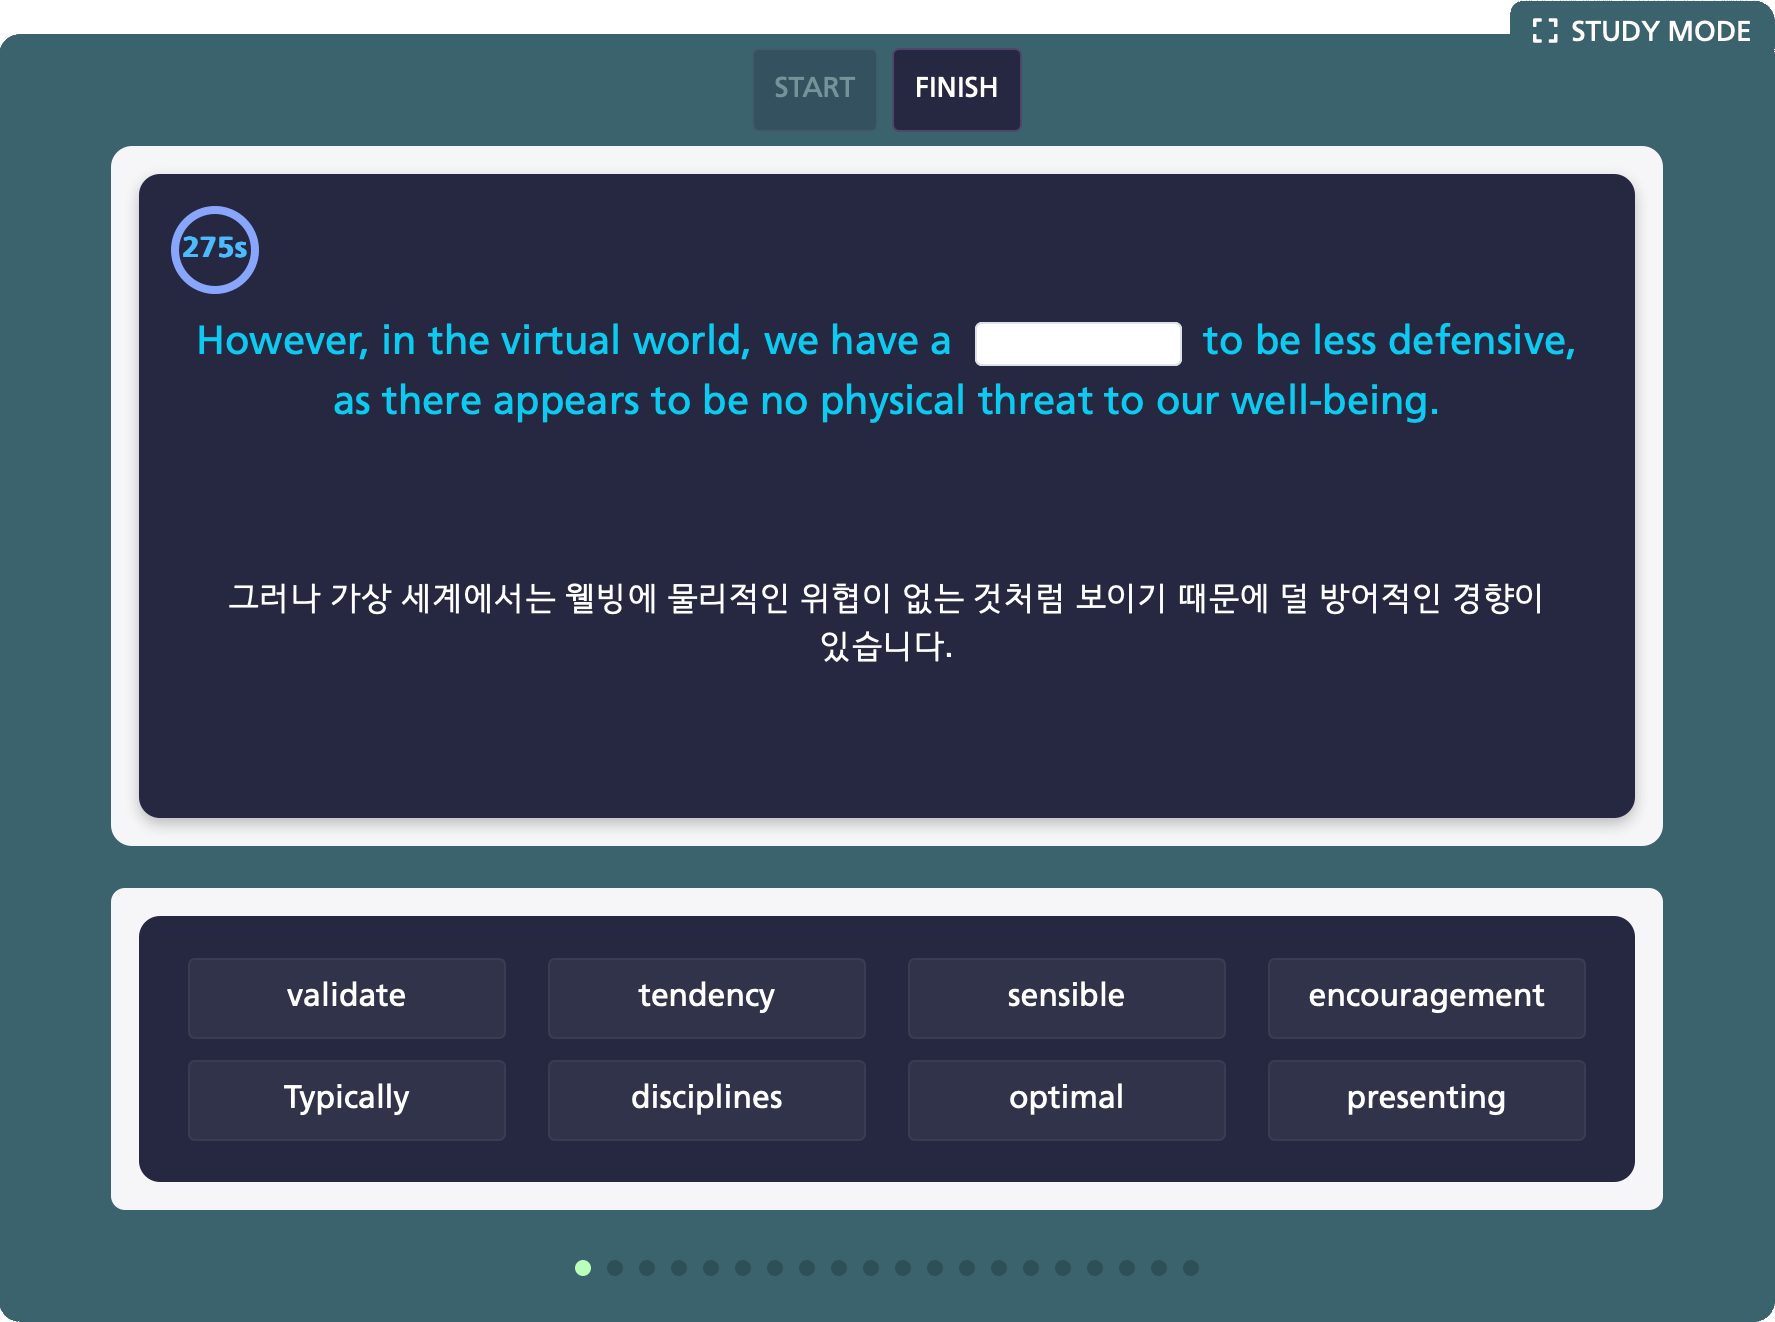 STUDY MODE
START
FINISH
275s
However, in the virtual world, we have a to be less defensive,
as there appears to be no physical threat to our well-being.
그러나 가상 세계에서는 웰빙에 물리적인 위협이 없는 것처럼 보이기 때문에 덜 방어적인 경향이
있습니다.
validate
tendency
sensible
encouragement
Typically
disciplines
optimal
presenting